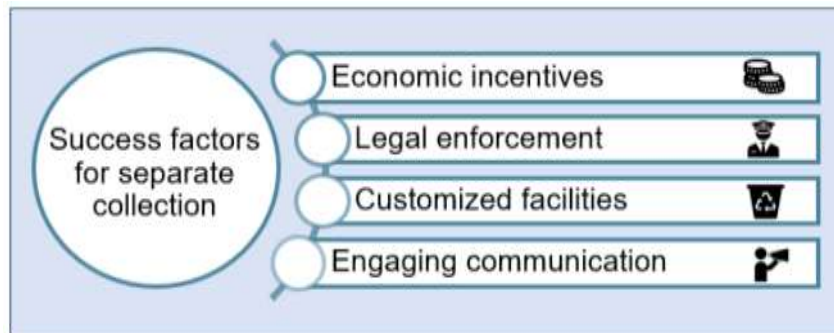 Success factors
for separate
collection
Economic incentives
Legal enforcement
Customized facilities
Engaging communication